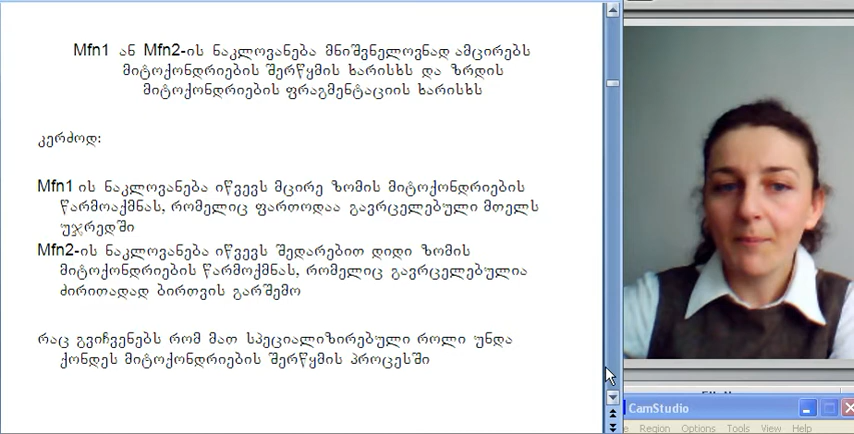 Mfn1 ან Mfn2-ის ნაკლოვანება მნიშვნელოვნად ამცირებს
მიტოქონდრიების შერწყმის ხარისხს და ზრდის
მიტოქონდრიების ფრაგმენტაციის ხარისხს
კერძოდ:
Mfn1 ის ნაკლოვანება იწვევს მცირე ზომის მიტოქონდრიების
წარმოაქმნას, რომელიც ფართოდაა გავრცელებული მთელს
უჯრედში
Mfn2-ის ნაკლოვანება იწვევს შედარებით დიდი ზომის
მიტოქონდრიების წარმოქმნას, რომელიც გავრცელებულია
ძირითადად ბირთვის გარშემო
რაც გვიჩვენებს რომ მათ სპეციალიზირებული როლი უნდა
ქონდეს მიტოქონდრიების შერწყმის პროცესში
CamStudio
Region Options Tools View Help